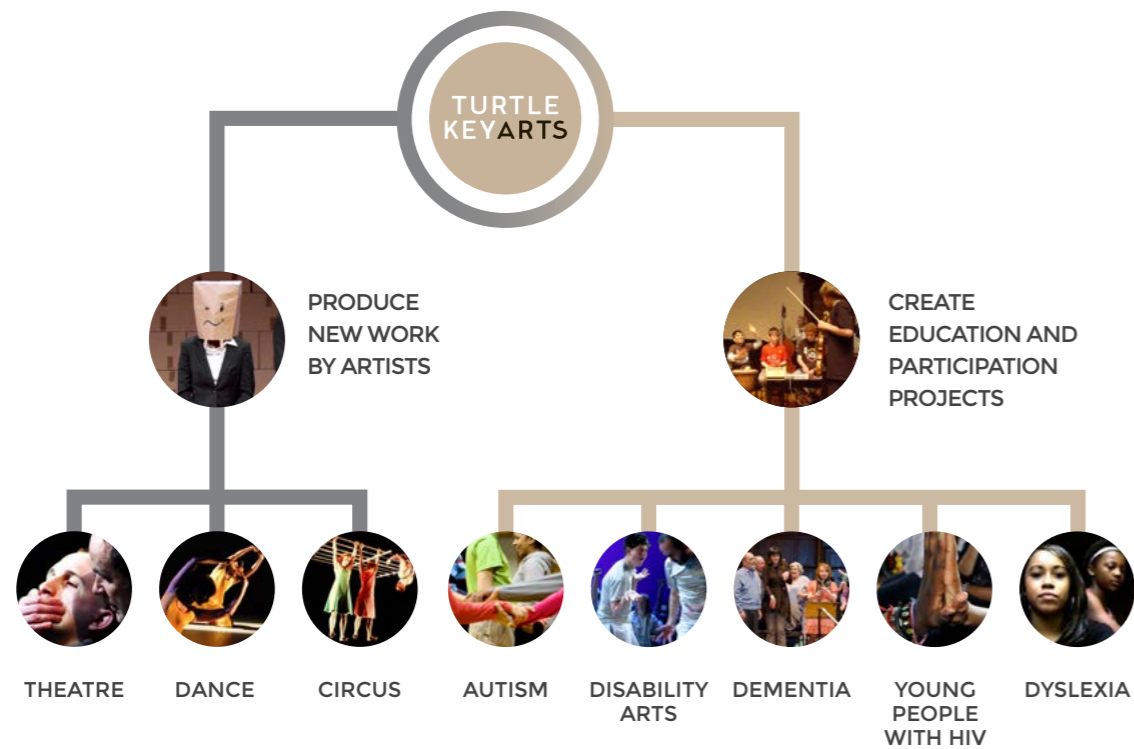 TURTLE
KEYARTS
PRODUCE
NEW WORK
BY ARTISTS
CREATE
EDUCATION AND
PARTICIPATION
PROJECTS
THEATRE
DANCE
CIRCUS
AUTISM
DISABILITY
ARTS
DEMENTIA
YOUNG
PEOPLE
WITH HIV
DYSLEXIA